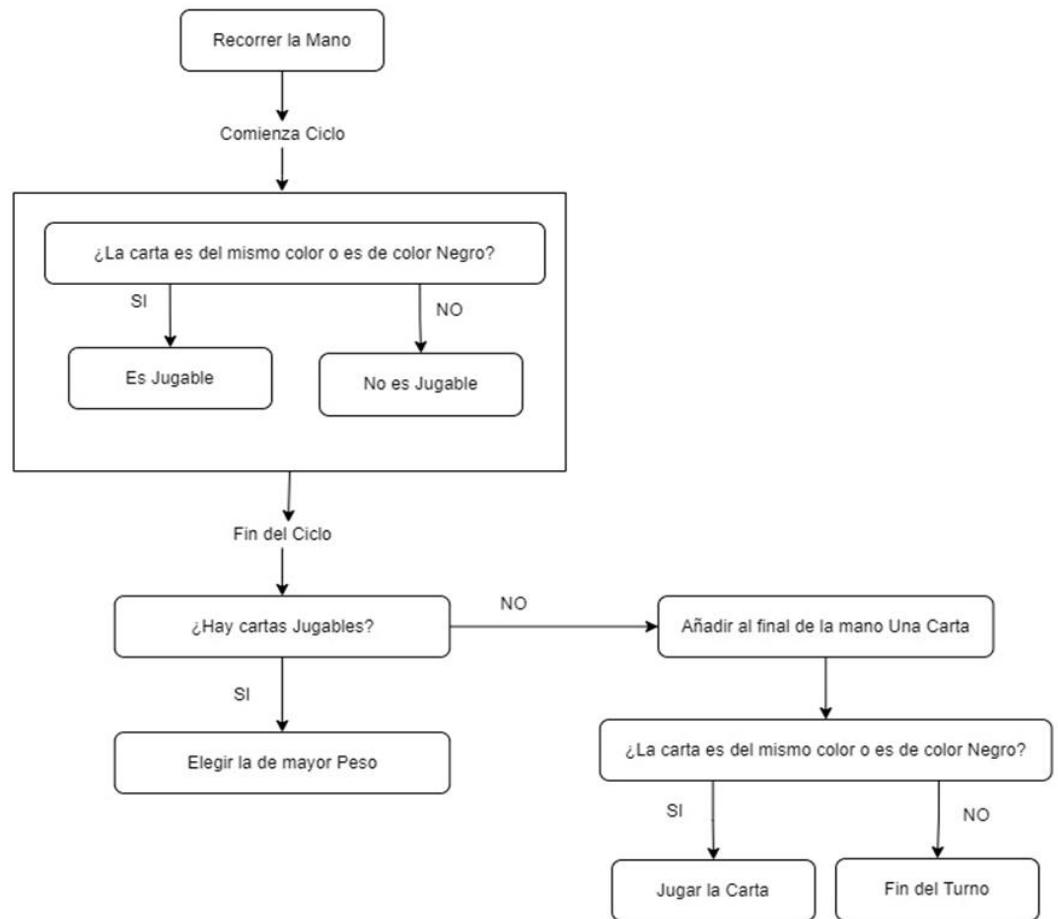 Recorrer la Mano
Comienza Ciclo
¿La carta es del mismo color o es de color Negro?
SI
NO
Es Jugable
No es Jugable
Fin del Ciclo
¿Hay cartas Jugables?
NO
Añadir al final de la mano Una Carta
SI
Elegir la de mayor Peso
¿La carta es del mismo color o es de color Negro?
SI
NO
Jugar la Carta
Fin del Turno